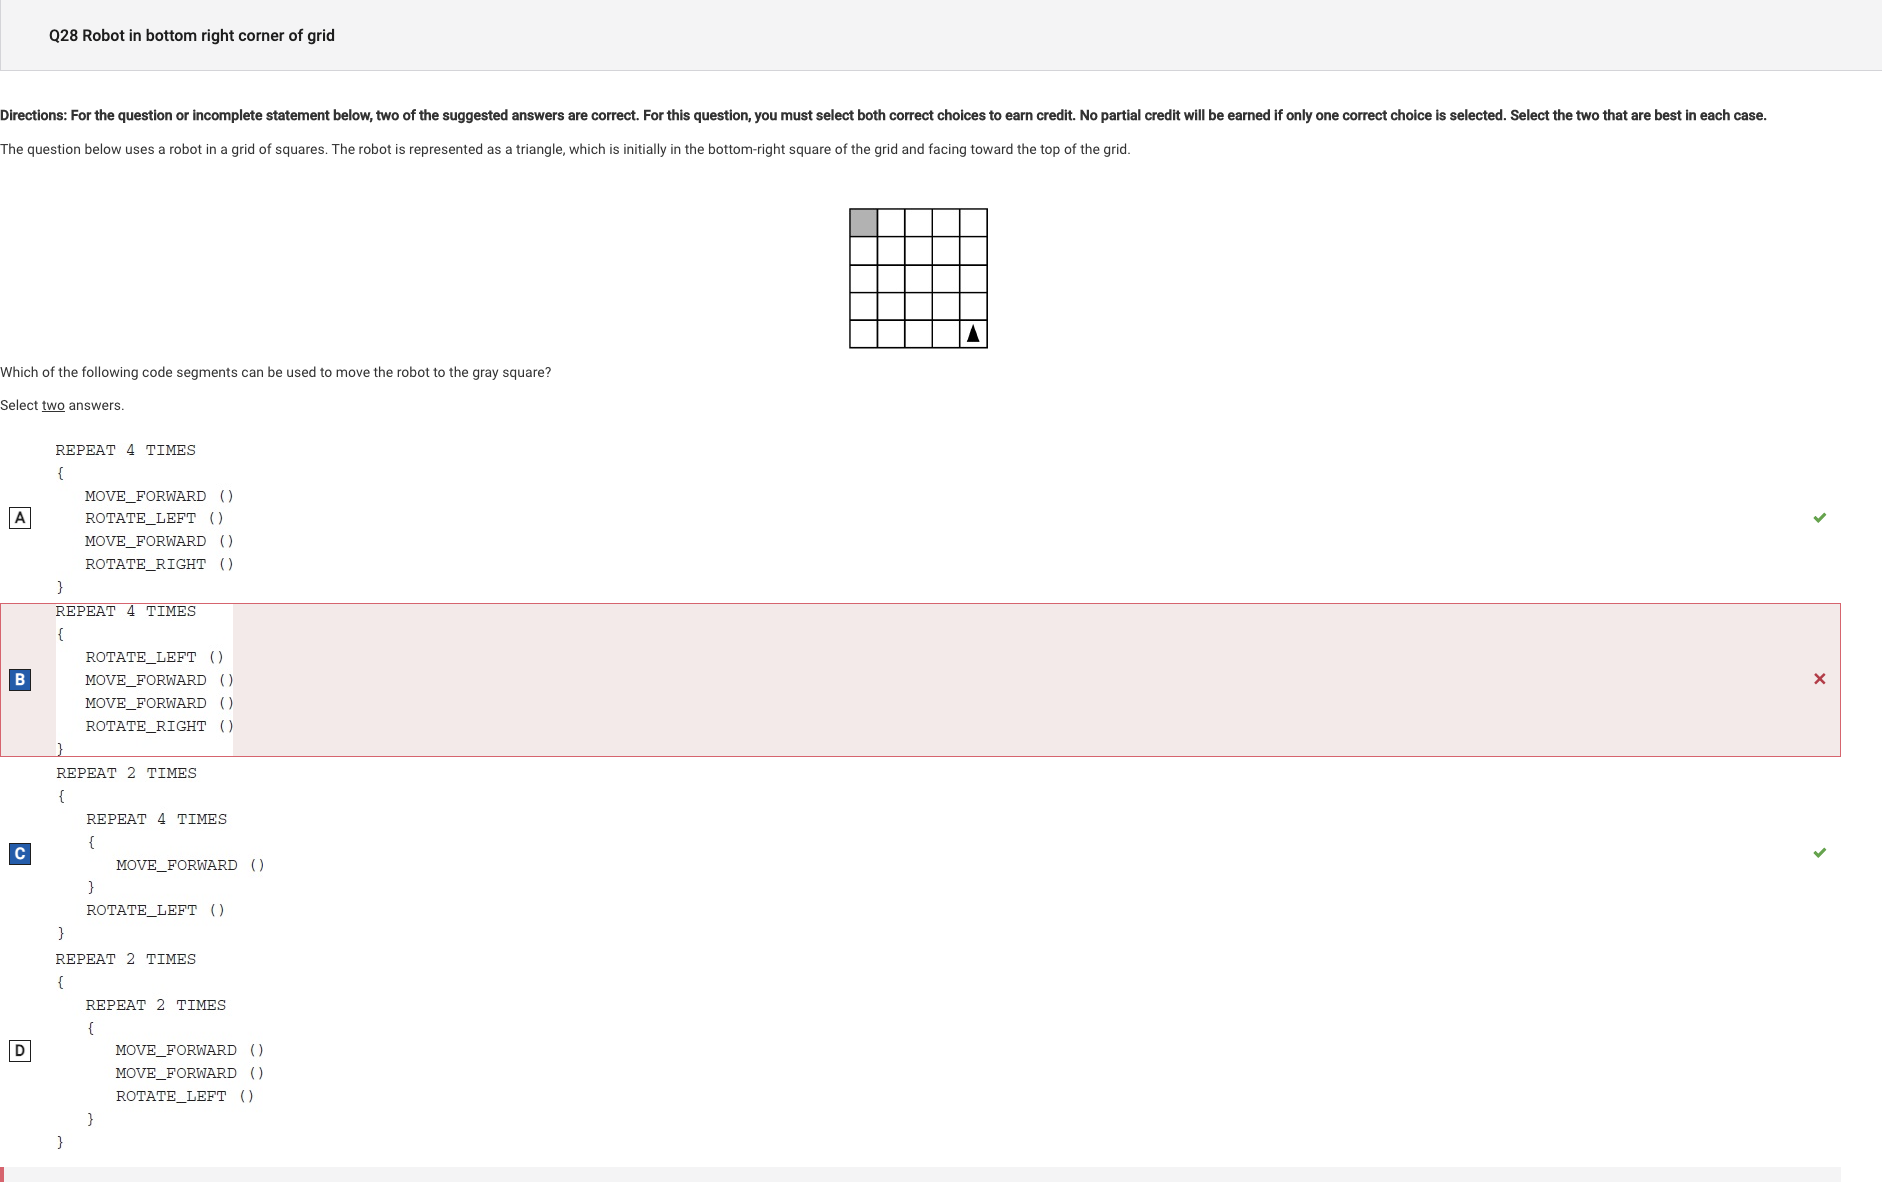 Q28 Robot in bottom right corner of grid
Directions: For the question or incomplete statement below, two of the suggested answers are correct. For this question, you must select both correct choices to earn credit. No partial credit will be earned if only one correct choice is selected. Select the two that are best in each case.
The question below uses a robot in a grid of squares. The robot is represented as a triangle, which is initially in the bottom-right square of the grid and facing toward the top of the grid.
Which of the following code segments can be used to move the robot to the gray square?
Select two answers.
A
REPEAT 4 TIMES
{
MOVE_FORWARD ()
ROTATE_LEFT ()
MOVE_FORWARD ()
ROTATE_RIGHT ()
}
B
REPEAT 4 TIMES
{
ROTATE_LEFT ()
MOVE_FORWARD ()
MOVE_FORWARD ()
ROTATE_RIGHT ()
}
C
REPEAT 2 TIMES
{
REPEAT 4 TIMES
{
MOVE_FORWARD ()
}
ROTATE_LEFT ()
}
D
REPEAT 2 TIMES
{
REPEAT 2 TIMES
{
MOVE_FORWARD ()
MOVE_FORWARD ()
ROTATE_LEFT ()
}
}